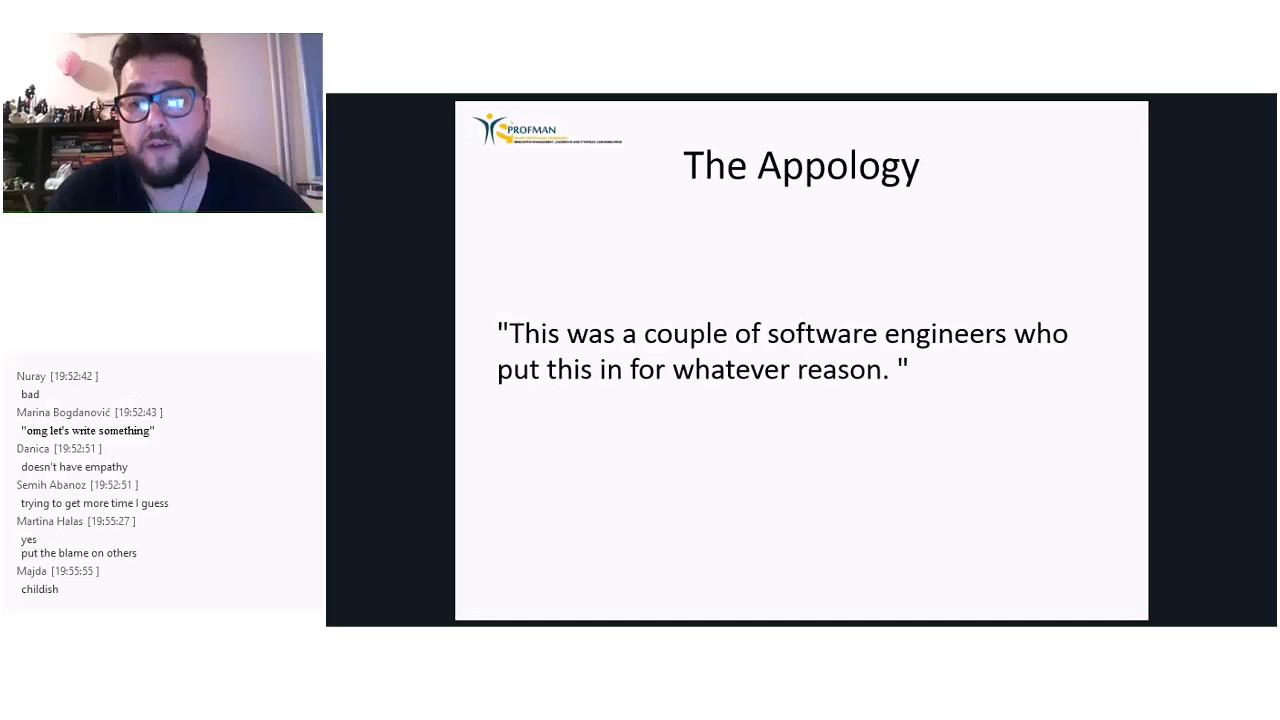 PROFMAN
The Appology
"This was a couple of software engineers who
put this in for whatever reason. "
Nuray [19:52:42 ]
bad
Marina Bogdanović [19:52:43 ]
"omg let's write something"
Danica [19:52:51 ]
doesn't have empathy
Semih Abanoz [19:52:51 ]
trying to get more time I guess
Martina Halas [19:55:27 ]
yes
put the blame on others
Majda [19:55:55 ]
childish